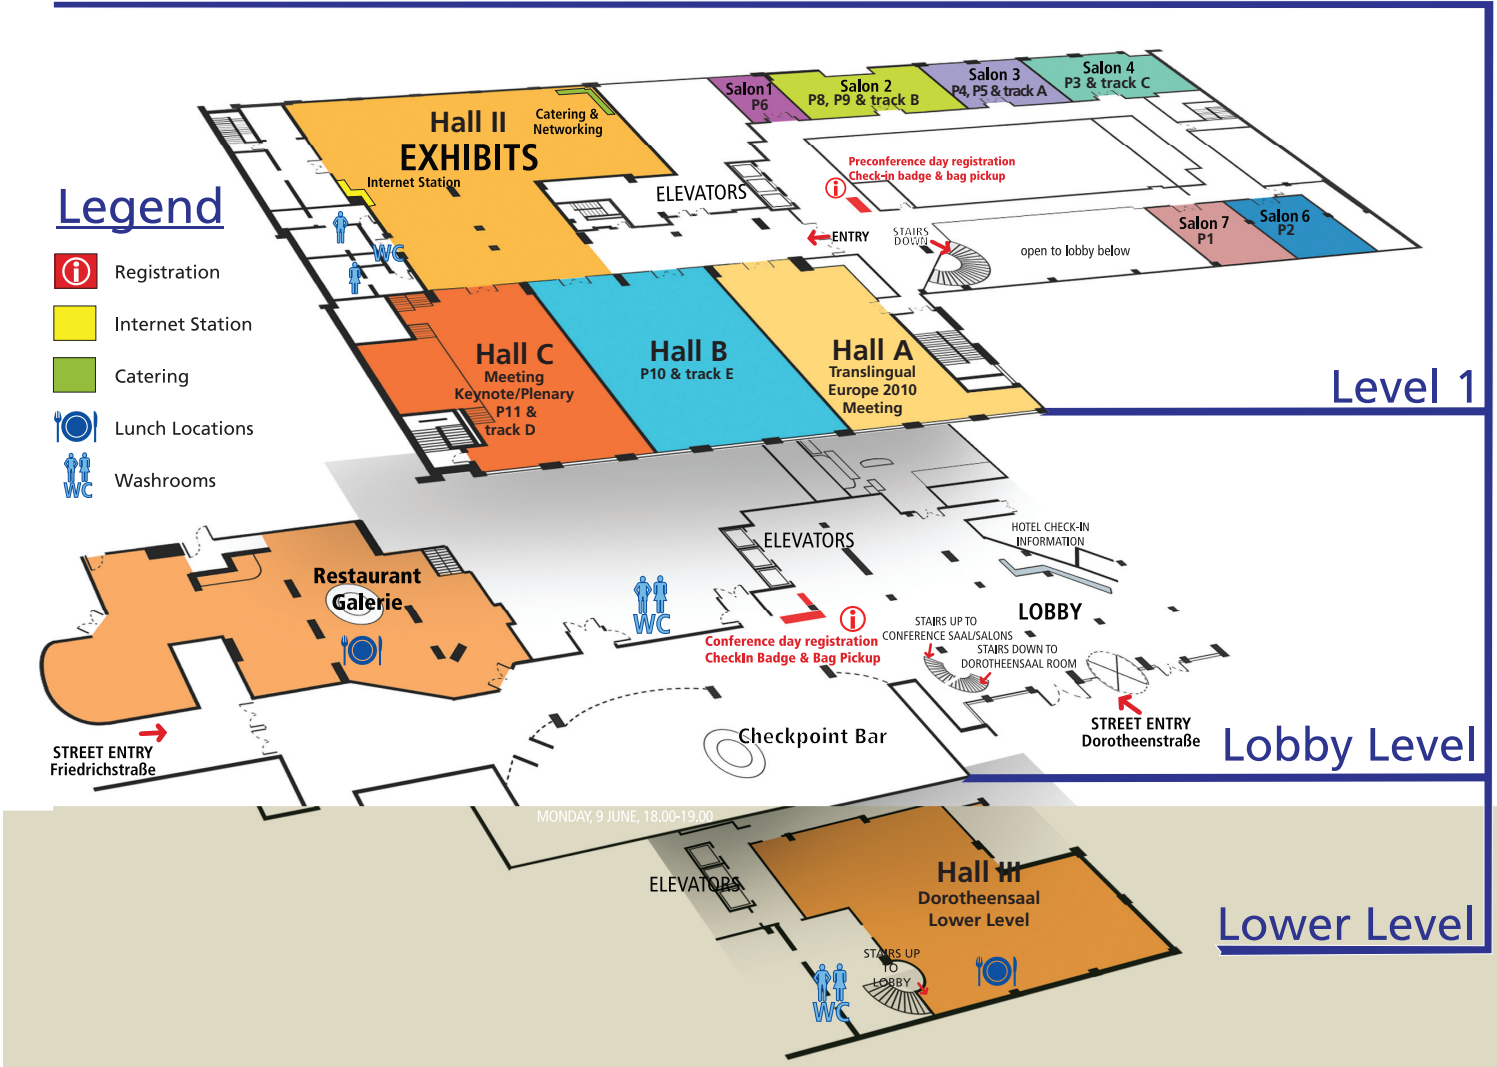 Salon 1
P6
Salon 2
P8, P9 & track B
Salon 3
P4, P5 & track A
Salon 4
P3 & track C
Hall II
EXHIBITS
Catering &
Networking
Internet Station
ELEVATORS
Preconference day registration
Check-in badge & bag pickup
ENTRY
STAIRS
DOWN
open to lobby below
Salon 7
P1
Salon 6
P2
WC
Legend
Registration
Internet Station
Catering
Lunch Locations
WC
Washrooms
Hall C
Meeting
Keynote/Plenary
P11 &
track D
Hall B
P10 & track E
Hall A
Translingual
Europe 2010
Meeting
Level 1
Restaurant
Galerie
WC
ELEVATORS
HOTEL CHECK-IN
INFORMATION
LOBBY
Conference day registration
CheckIn Badge & Bag Pickup
STAIRS UP TO
CONFERENCE SAAL/SALONS
STAIRS DOWN TO
DOROTHEENSAAL ROOM
STREET ENTRY
Friedrichstraße
Checkpoint Bar
STREET ENTRY
Dorotheenstraße
Lobby Level
MONDAY, 9 JUNE, 18.00-19.00
ELEVATORS
Hall III
Dorotheensaal
Lower Level
STAIRS UP
TO
LOBBY
WC
Lower Level